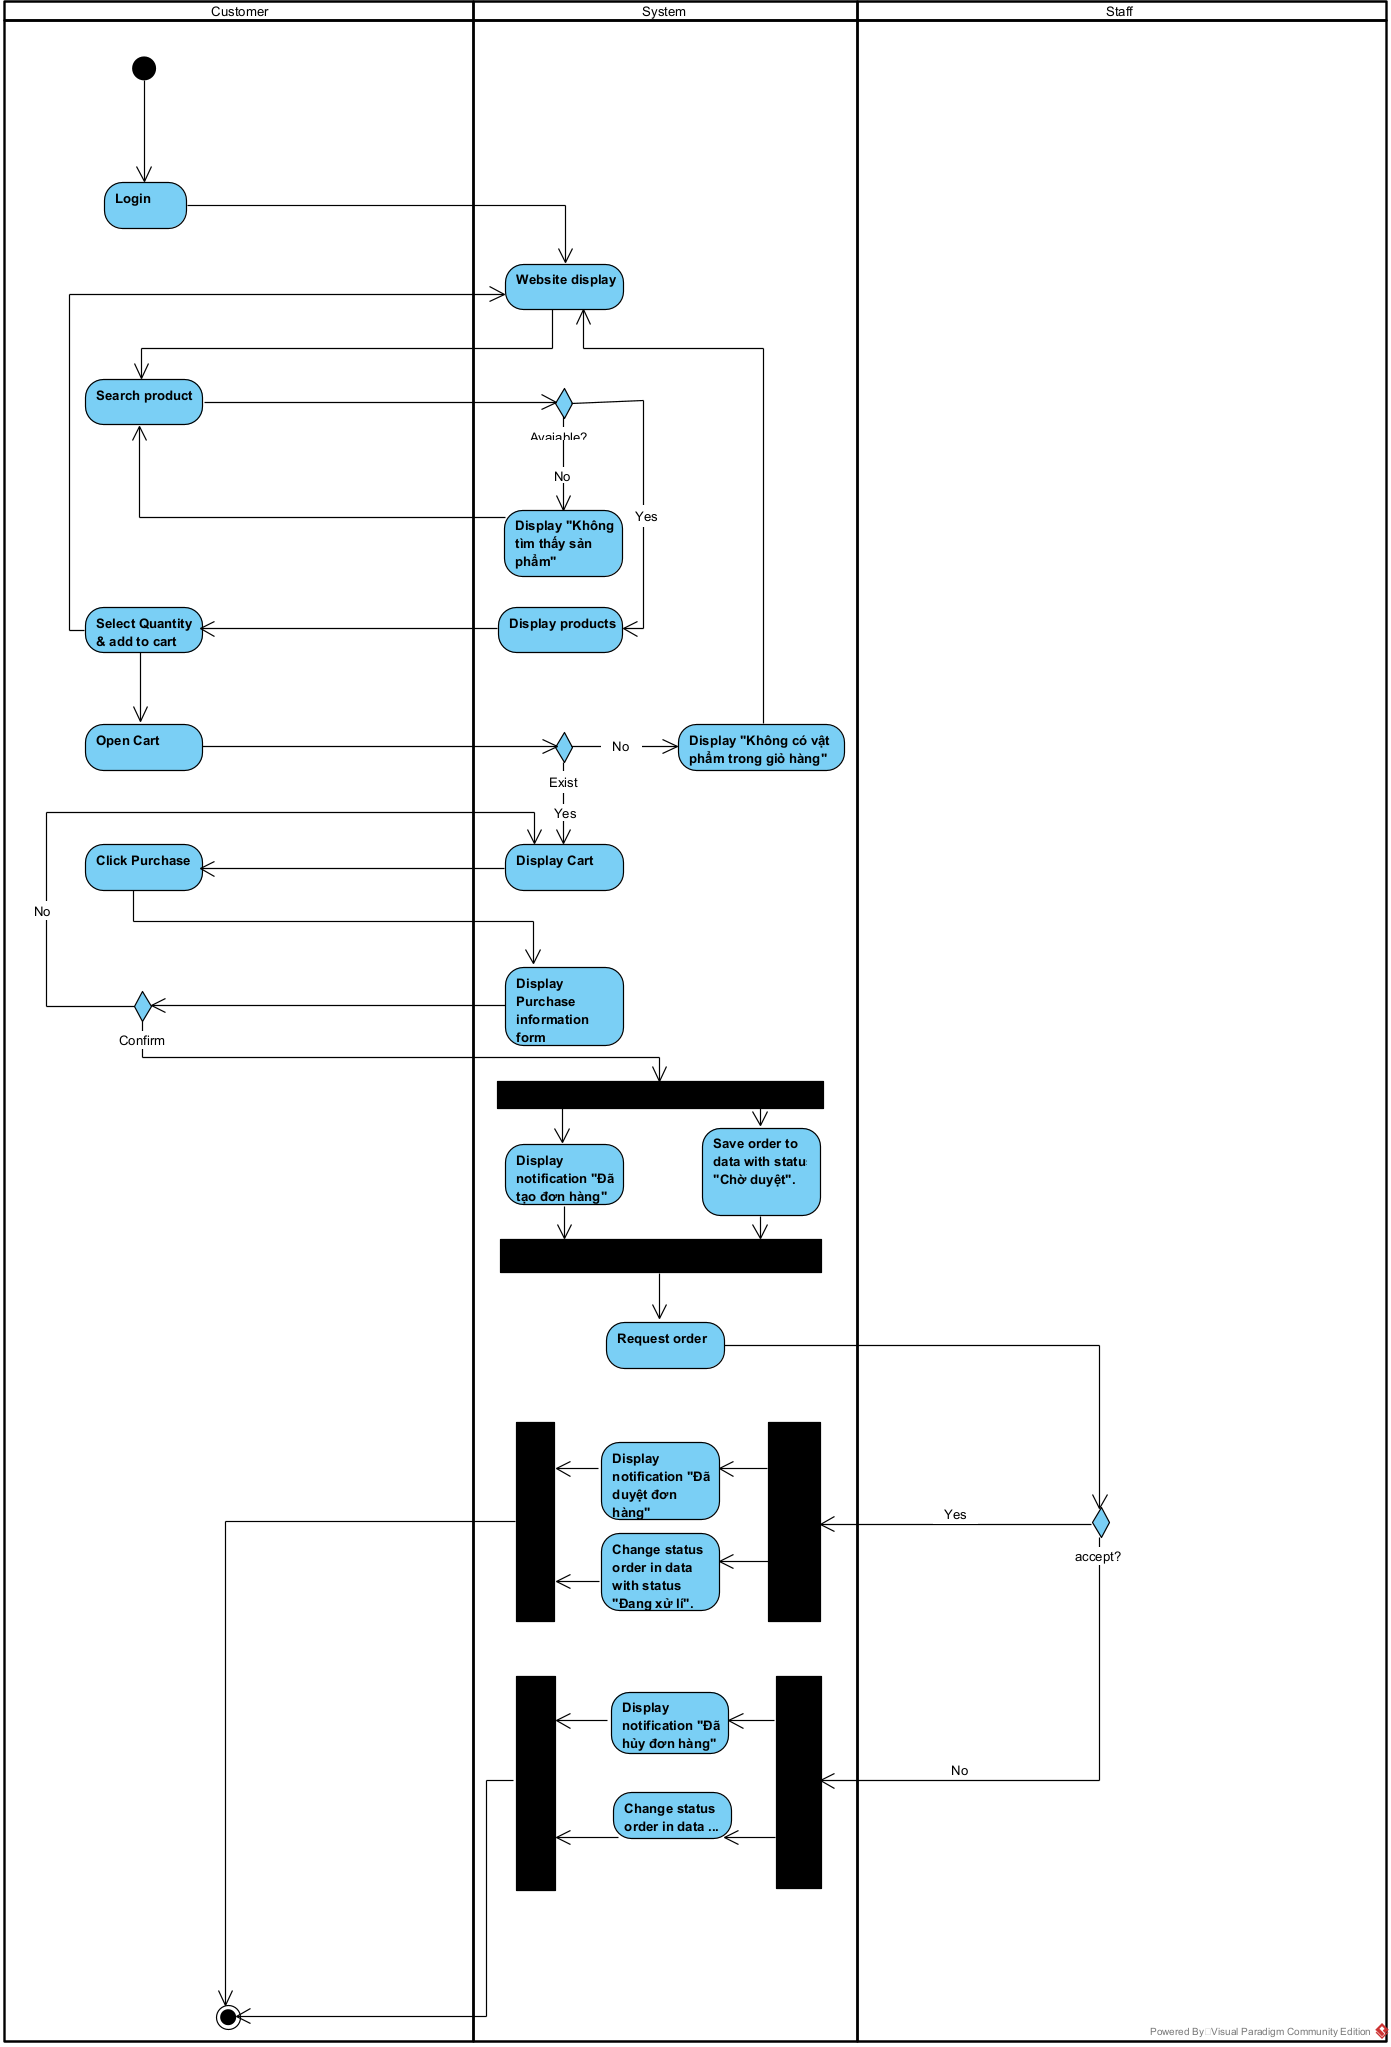 Customer
System
Staff
Login
Website display
Search product
Avaiable?
No
Yes
Display "Không
tìm thấy sản
phẩm"
Select Quantity
& add to cart
Display products
Open Cart
No
Display "Không có vật
phẩm trong giỏ hàng"
Exist
Yes
Click Purchase
Display Cart
No
Display
Purchase
information
form
Confirm
Display
notification "Đã
tạo đơn hàng"
Save order to
data with statu
"Chờ duyệt".
Request order
Display
notification "Đã
duyệt đơn
hàng"
Yes
accept?
Change status
order in data
with status
"Đang xử lí".
Display
notification "Đã
hủy đơn hàng"
No
Change status
order in data ...
Powered By Visual Paradigm Community Edition